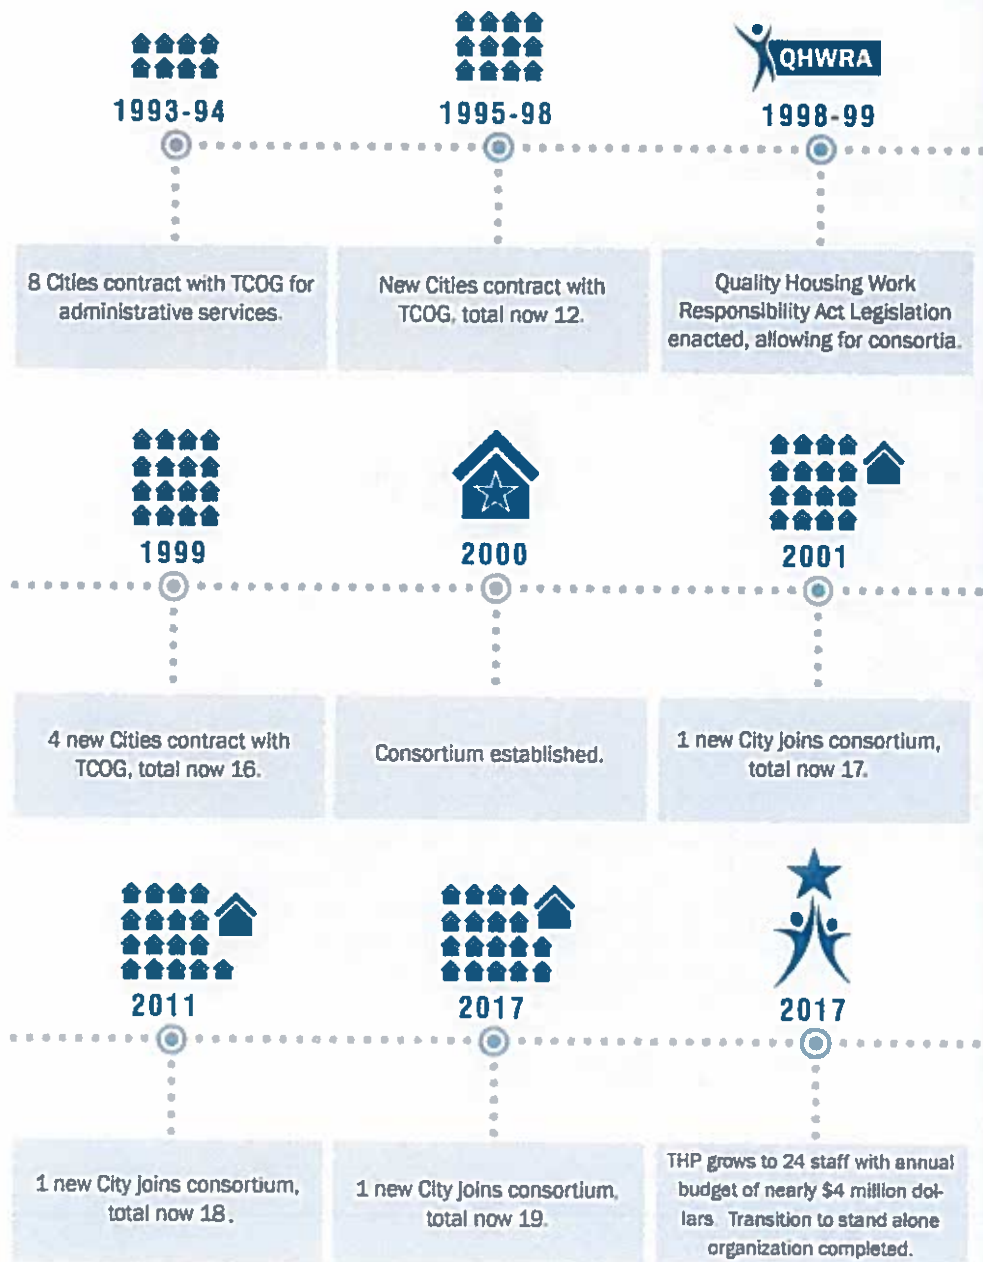 QHWRA
1993-94
1995-98
1998-99
8 Cities contract with TCOG for
administrative services.
New Cities contract with
TCOG, total now 12.
Quality Housing Work
Responsibility Act Legislation
enacted, allowing for consortia.
1999
2000
2001
4 new Cities contract with
TCOG, total now 16.
Consortium established.
1 new City joins consortium,
total now 17.
2011
2017
2017
1 new City joins consortium,
total now 18.
1 new City joins consortium,
total now 19.
THP grows to 24 staff with annual
budget of nearly $4 million dol-
lars. Transition to stand alone
organization completed.